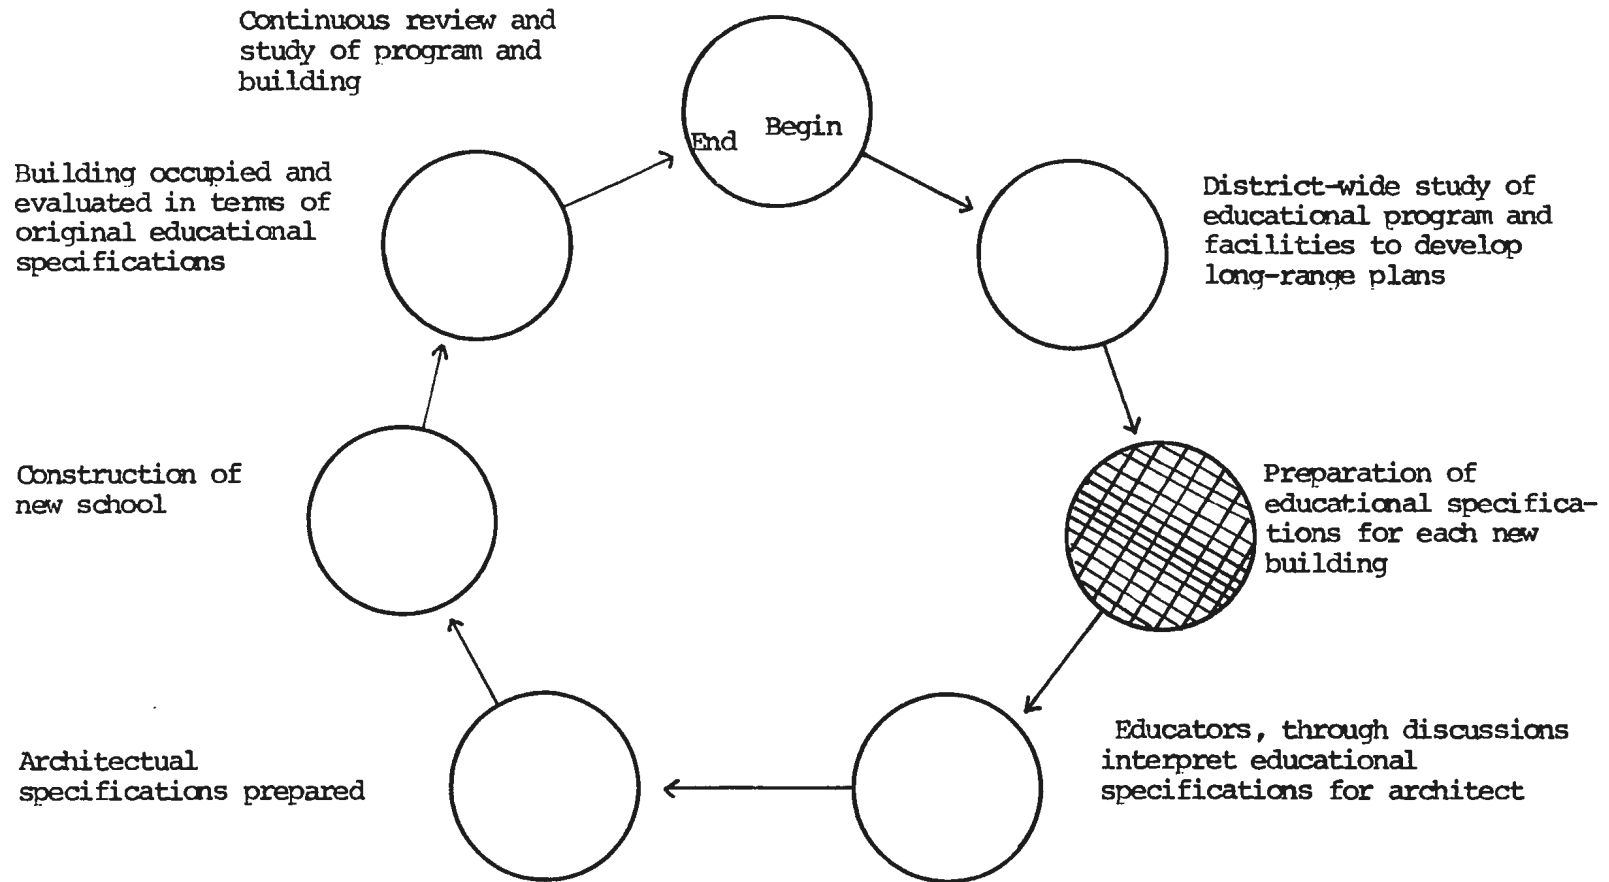 Continuous review and
study of program and
building
End
Begin
District-wide study of
educational program and
facilities to develop
long-range plans
Preparation of
educational specifica-
tions for each new
building
Educators, through discussions
interpret educational
specifications for architect
Architectual
specifications prepared
Construction of
new school
Building occupied and
evaluated in terms of
original educational
specifications